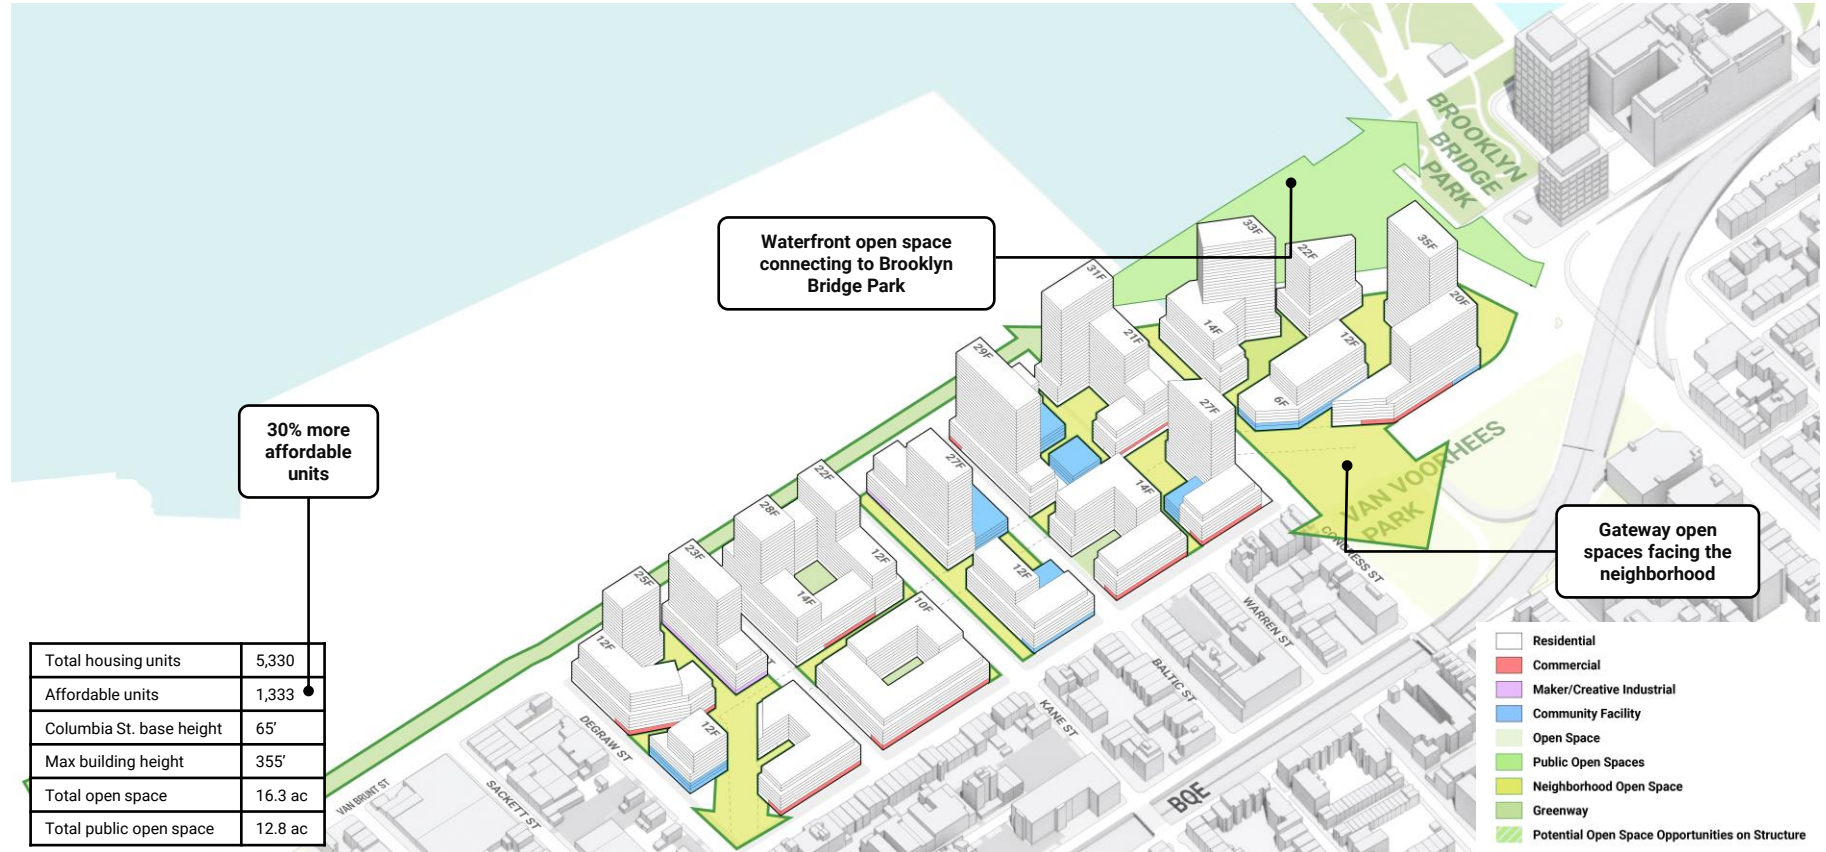 BROOKLYN
BRIDGE
PARK
Waterfront open space
connecting to Brooklyn
Bridge Park
33F
22F
35F
31F
20F
14F
21F
12F
29F
27F
6F
30% more
affordable
units
27F
14F
22F
28F
12F
12F
23F
25F
14F
10F
12F
12F
VAN VOORHEES
PARK
CONGRESS ST
Gateway open
spaces facing the
neighborhood
WARREN ST
BALTIC ST
KANE ST
DEGRAW ST
SACKETT ST
VAN BRUNT ST
BQE
Total housing units 5,330
Affordable units 1,333
Columbia St. base height 65’
Max building height 355’
Total open space 16.3 ac
Total public open space 12.8 ac
Residential
Commercial
Maker/Creative Industrial
Community Facility
Open Space
Public Open Spaces
Neighborhood Open Space
Greenway
Potential Open Space Opportunities on Structure